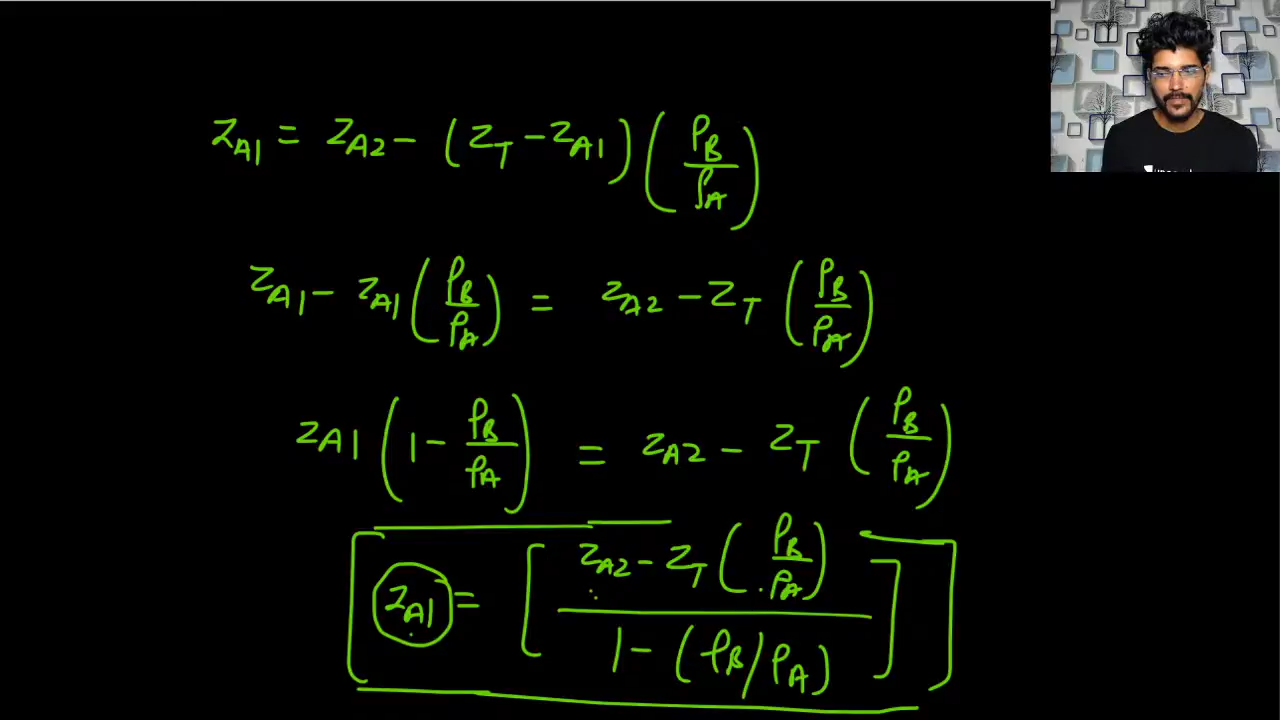 Z_A1 = Z_A2 - (Z_T - Z_A1) (ρ_B / ρ_A)
Z_A1 - Z_A1 (ρ_B / ρ_A) = Z_A2 - Z_T (ρ_B / ρ_A)
Z_A1 (1 - ρ_B / ρ_A) = Z_A2 - Z_T (ρ_B / ρ_A)
Z_A1 = [ Z_A2 - Z_T (ρ_B / ρ_A) / 1 - (ρ_B / ρ_A) ]